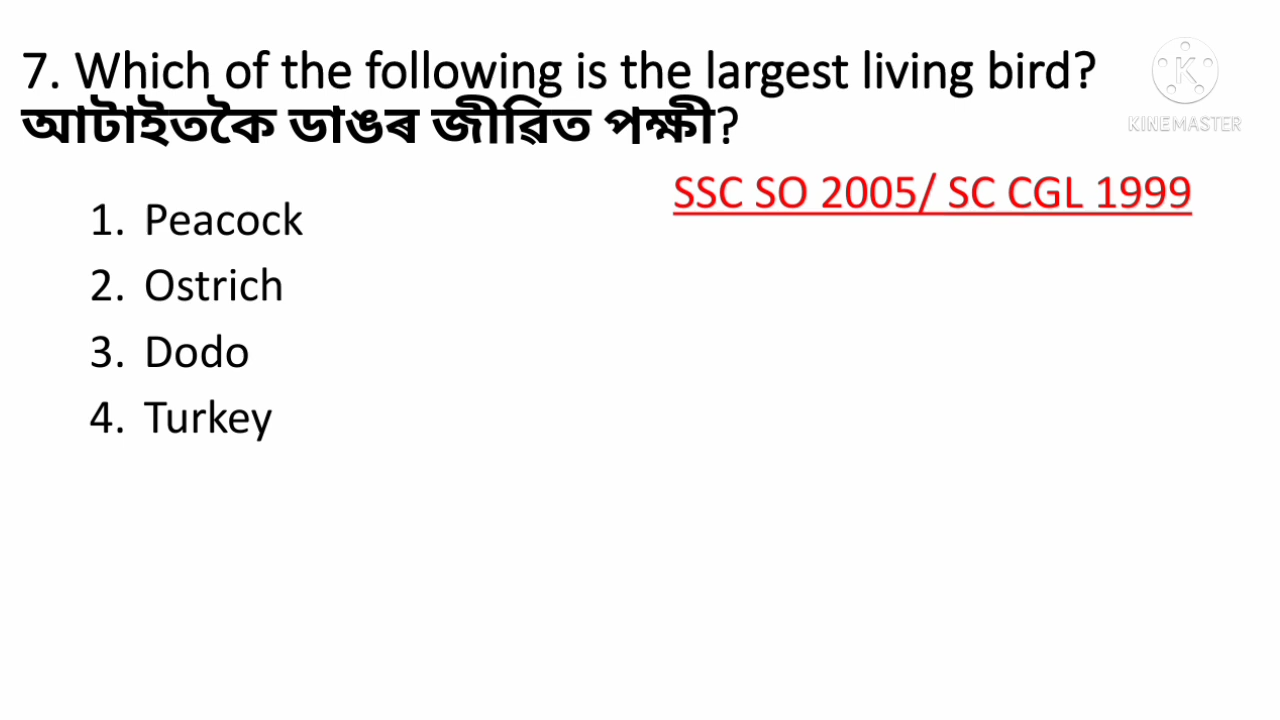 7. Which of the following is the largest living bird?
আটাইতকৈ ডাঙৰ জীৱিত পক্ষী?
K
KINEMASTER
SSC SO 2005/ SC CGL 1999
1. Peacock
2. Ostrich
3. Dodo
4. Turkey